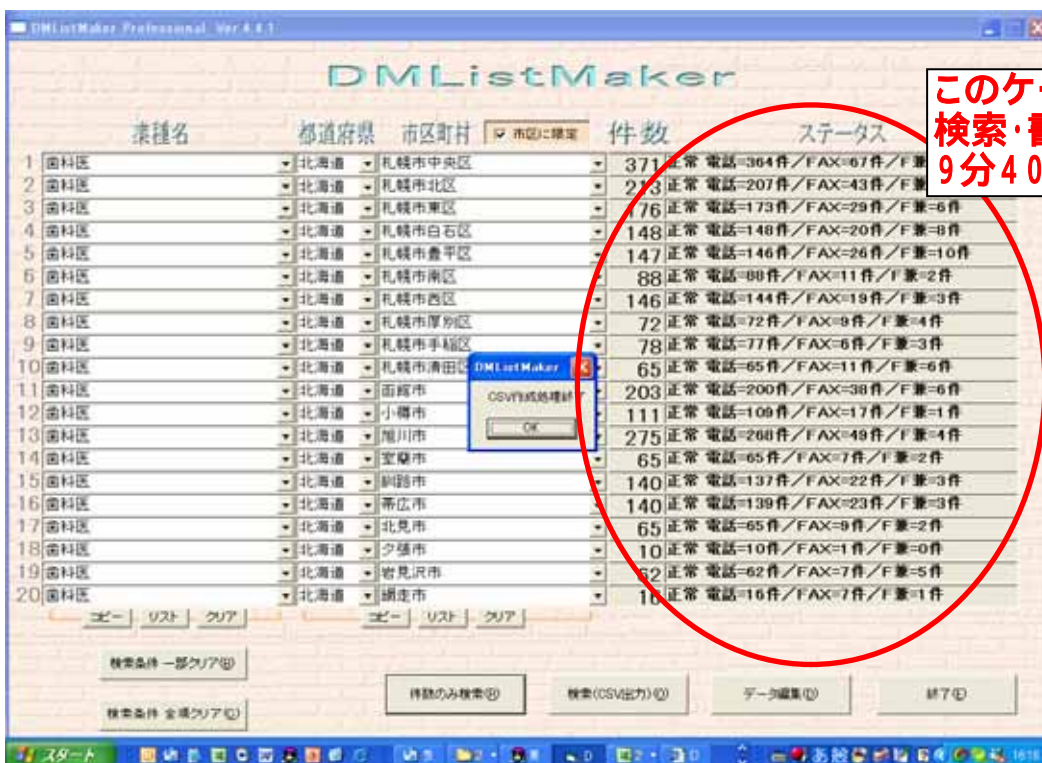 DMListMaker Professional Ver 4.4.1
DMListMaker
このケー
検索・書
9分40
業種名 都道府県 市区町村 市区に限定 件数 ステータス
1 歯科医 北海道 札幌市中央区 371 正常 電話=364件/FAX=67件/F兼
2 歯科医 北海道 札幌市北区 213 正常 電話=207件/FAX=43件/F兼
3 歯科医 北海道 札幌市東区 176 正常 電話=173件/FAX=29件/F兼=6件
4 歯科医 北海道 札幌市白石区 148 正常 電話=148件/FAX=20件/F兼=8件
5 歯科医 北海道 札幌市豊平区 147 正常 電話=146件/FAX=26件/F兼=10件
6 歯科医 北海道 札幌市南区 88 正常 電話=88件/FAX=11件/F兼=2件
7 歯科医 北海道 札幌市西区 146 正常 電話=144件/FAX=19件/F兼=3件
8 歯科医 北海道 札幌市厚別区 72 正常 電話=72件/FAX=9件/F兼=4件
9 歯科医 北海道 札幌市手稲区 78 正常 電話=77件/FAX=6件/F兼=3件
10 歯科医 北海道 札幌市清田区 65 正常 電話=65件/FAX=11件/F兼=6件
11 歯科医 北海道 函館市 203 正常 電話=200件/FAX=38件/F兼=6件
12 歯科医 北海道 小樽市 111 正常 電話=109件/FAX=17件/F兼=1件
13 歯科医 北海道 旭川市 275 正常 電話=268件/FAX=49件/F兼=4件
14 歯科医 北海道 室蘭市 65 正常 電話=65件/FAX=7件/F兼=2件
15 歯科医 北海道 釧路市 140 正常 電話=137件/FAX=22件/F兼=3件
16 歯科医 北海道 帯広市 140 正常 電話=139件/FAX=23件/F兼=3件
17 歯科医 北海道 北見市 65 正常 電話=65件/FAX=9件/F兼=2件
18 歯科医 北海道 夕張市 10 正常 電話=10件/FAX=1件/F兼=0件
19 歯科医 北海道 岩見沢市 62 正常 電話=62件/FAX=7件/F兼=5件
20 歯科医 北海道 網走市 16 正常 電話=16件/FAX=7件/F兼=1件
DMListMaker
CSV作成処理終了
OK
コピー リスト クリア コピー リスト クリア
検索条件 一部クリア(B)
件数のみ検索(R) 検索(CSV出力)(Q) データ編集(D) 終了(E)
検索条件 全項クリア(C)
スタート 16:16